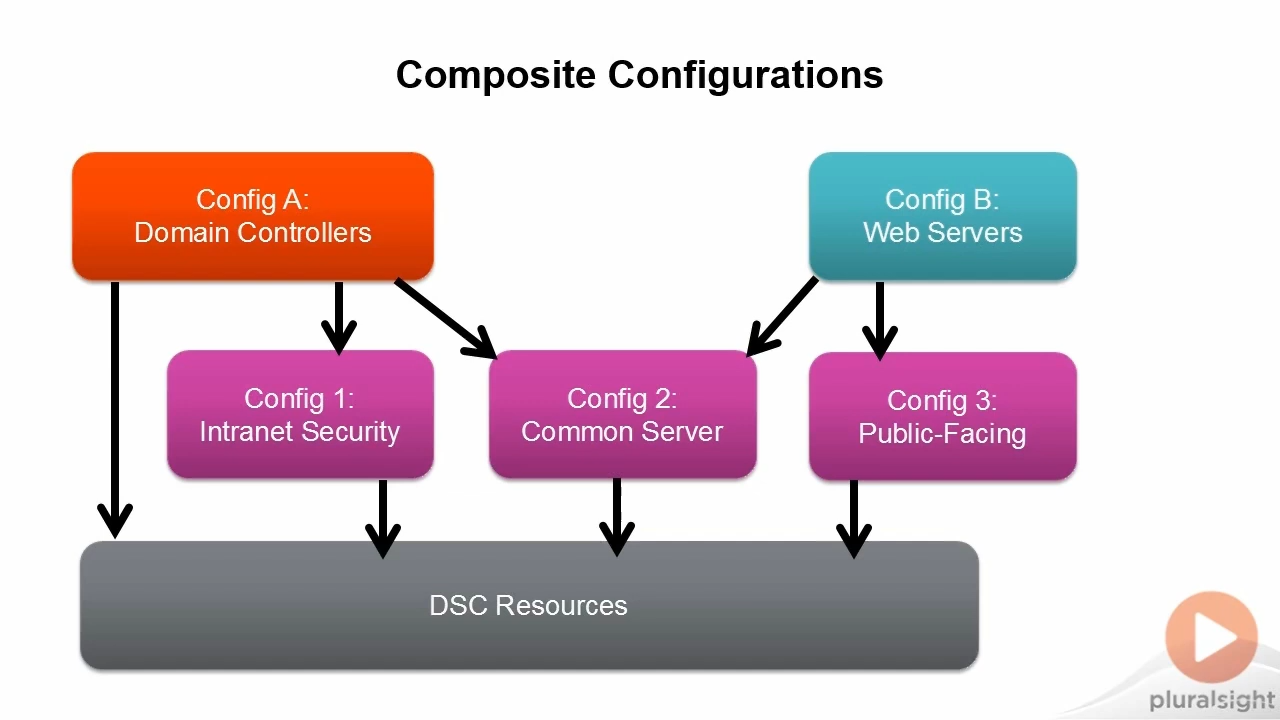 Composite Configurations
Config A:
Domain Controllers
Config B:
Web Servers
Config 1:
Intranet Security
Config 2:
Common Server
Config 3:
Public-Facing
DSC Resources
pluralsight